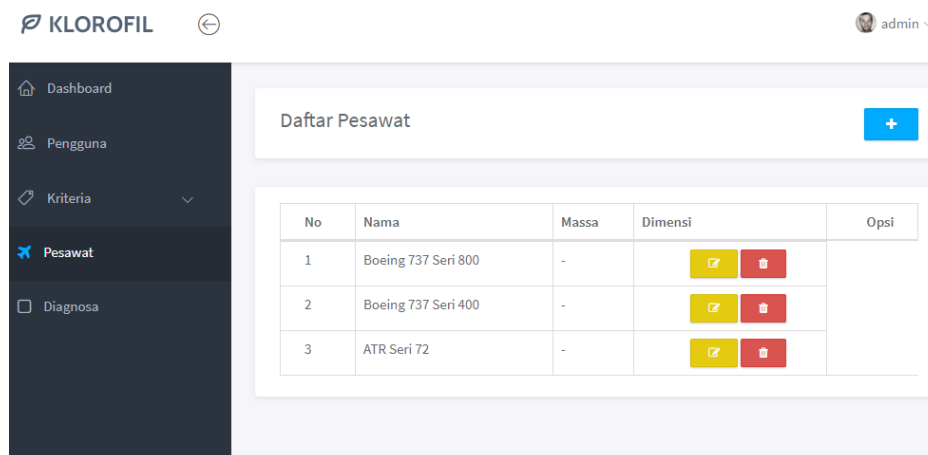 KLOROFIL
admin
Dashboard
Pengguna
Kriteria
Pesawat
Diagnosa
Daftar Pesawat
No Nama Massa Dimensi Opsi
1 Boeing 737 Seri 800 -
2 Boeing 737 Seri 400 -
3 ATR Seri 72 -